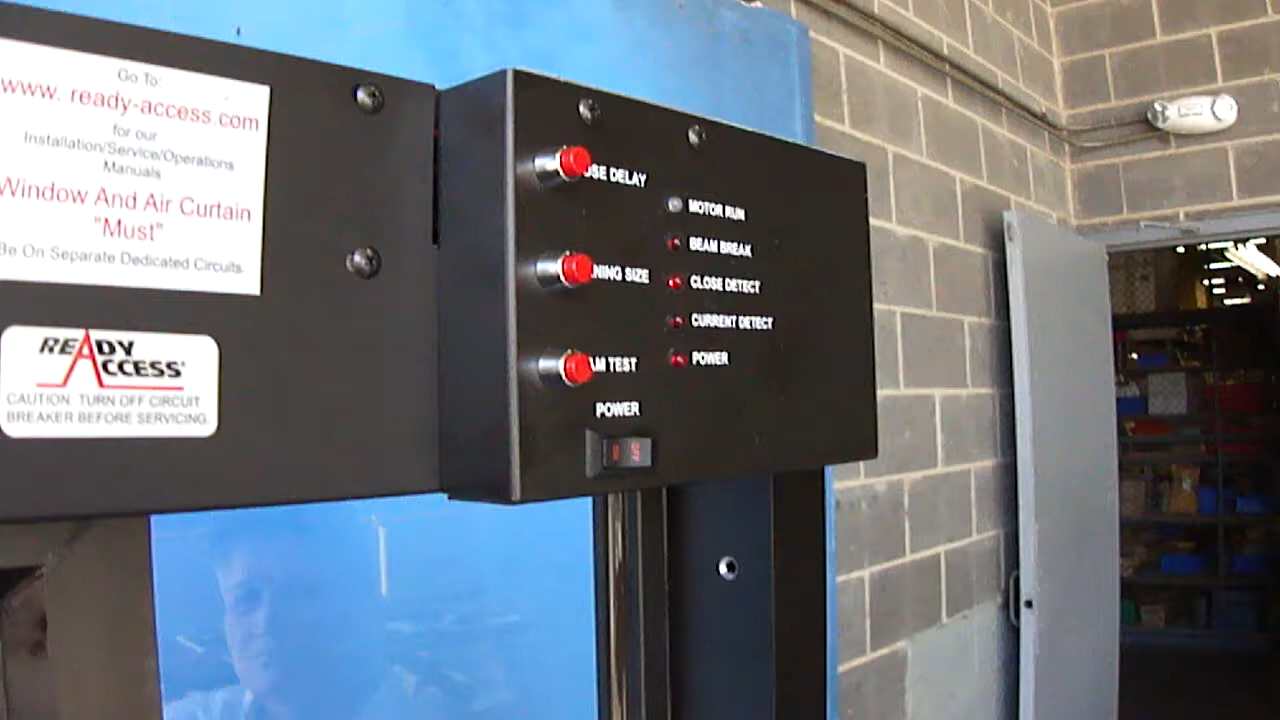 Go To:
www. ready-access.com
for our
Installation/Service/Operations
Manuals
Window And Air Curtain
"Must"
Be On Separate Dedicated Circuits
READY
ACCESS
CAUTION TURN OFF CIRCUIT
BREAKER BEFORE SERVICING.
OSE DELAY
NING SIZE
AM TEST
POWER
OFF
MOTOR RUN
BEAM BREAK
CLOSE DETECT
CURRENT DETECT
POWER